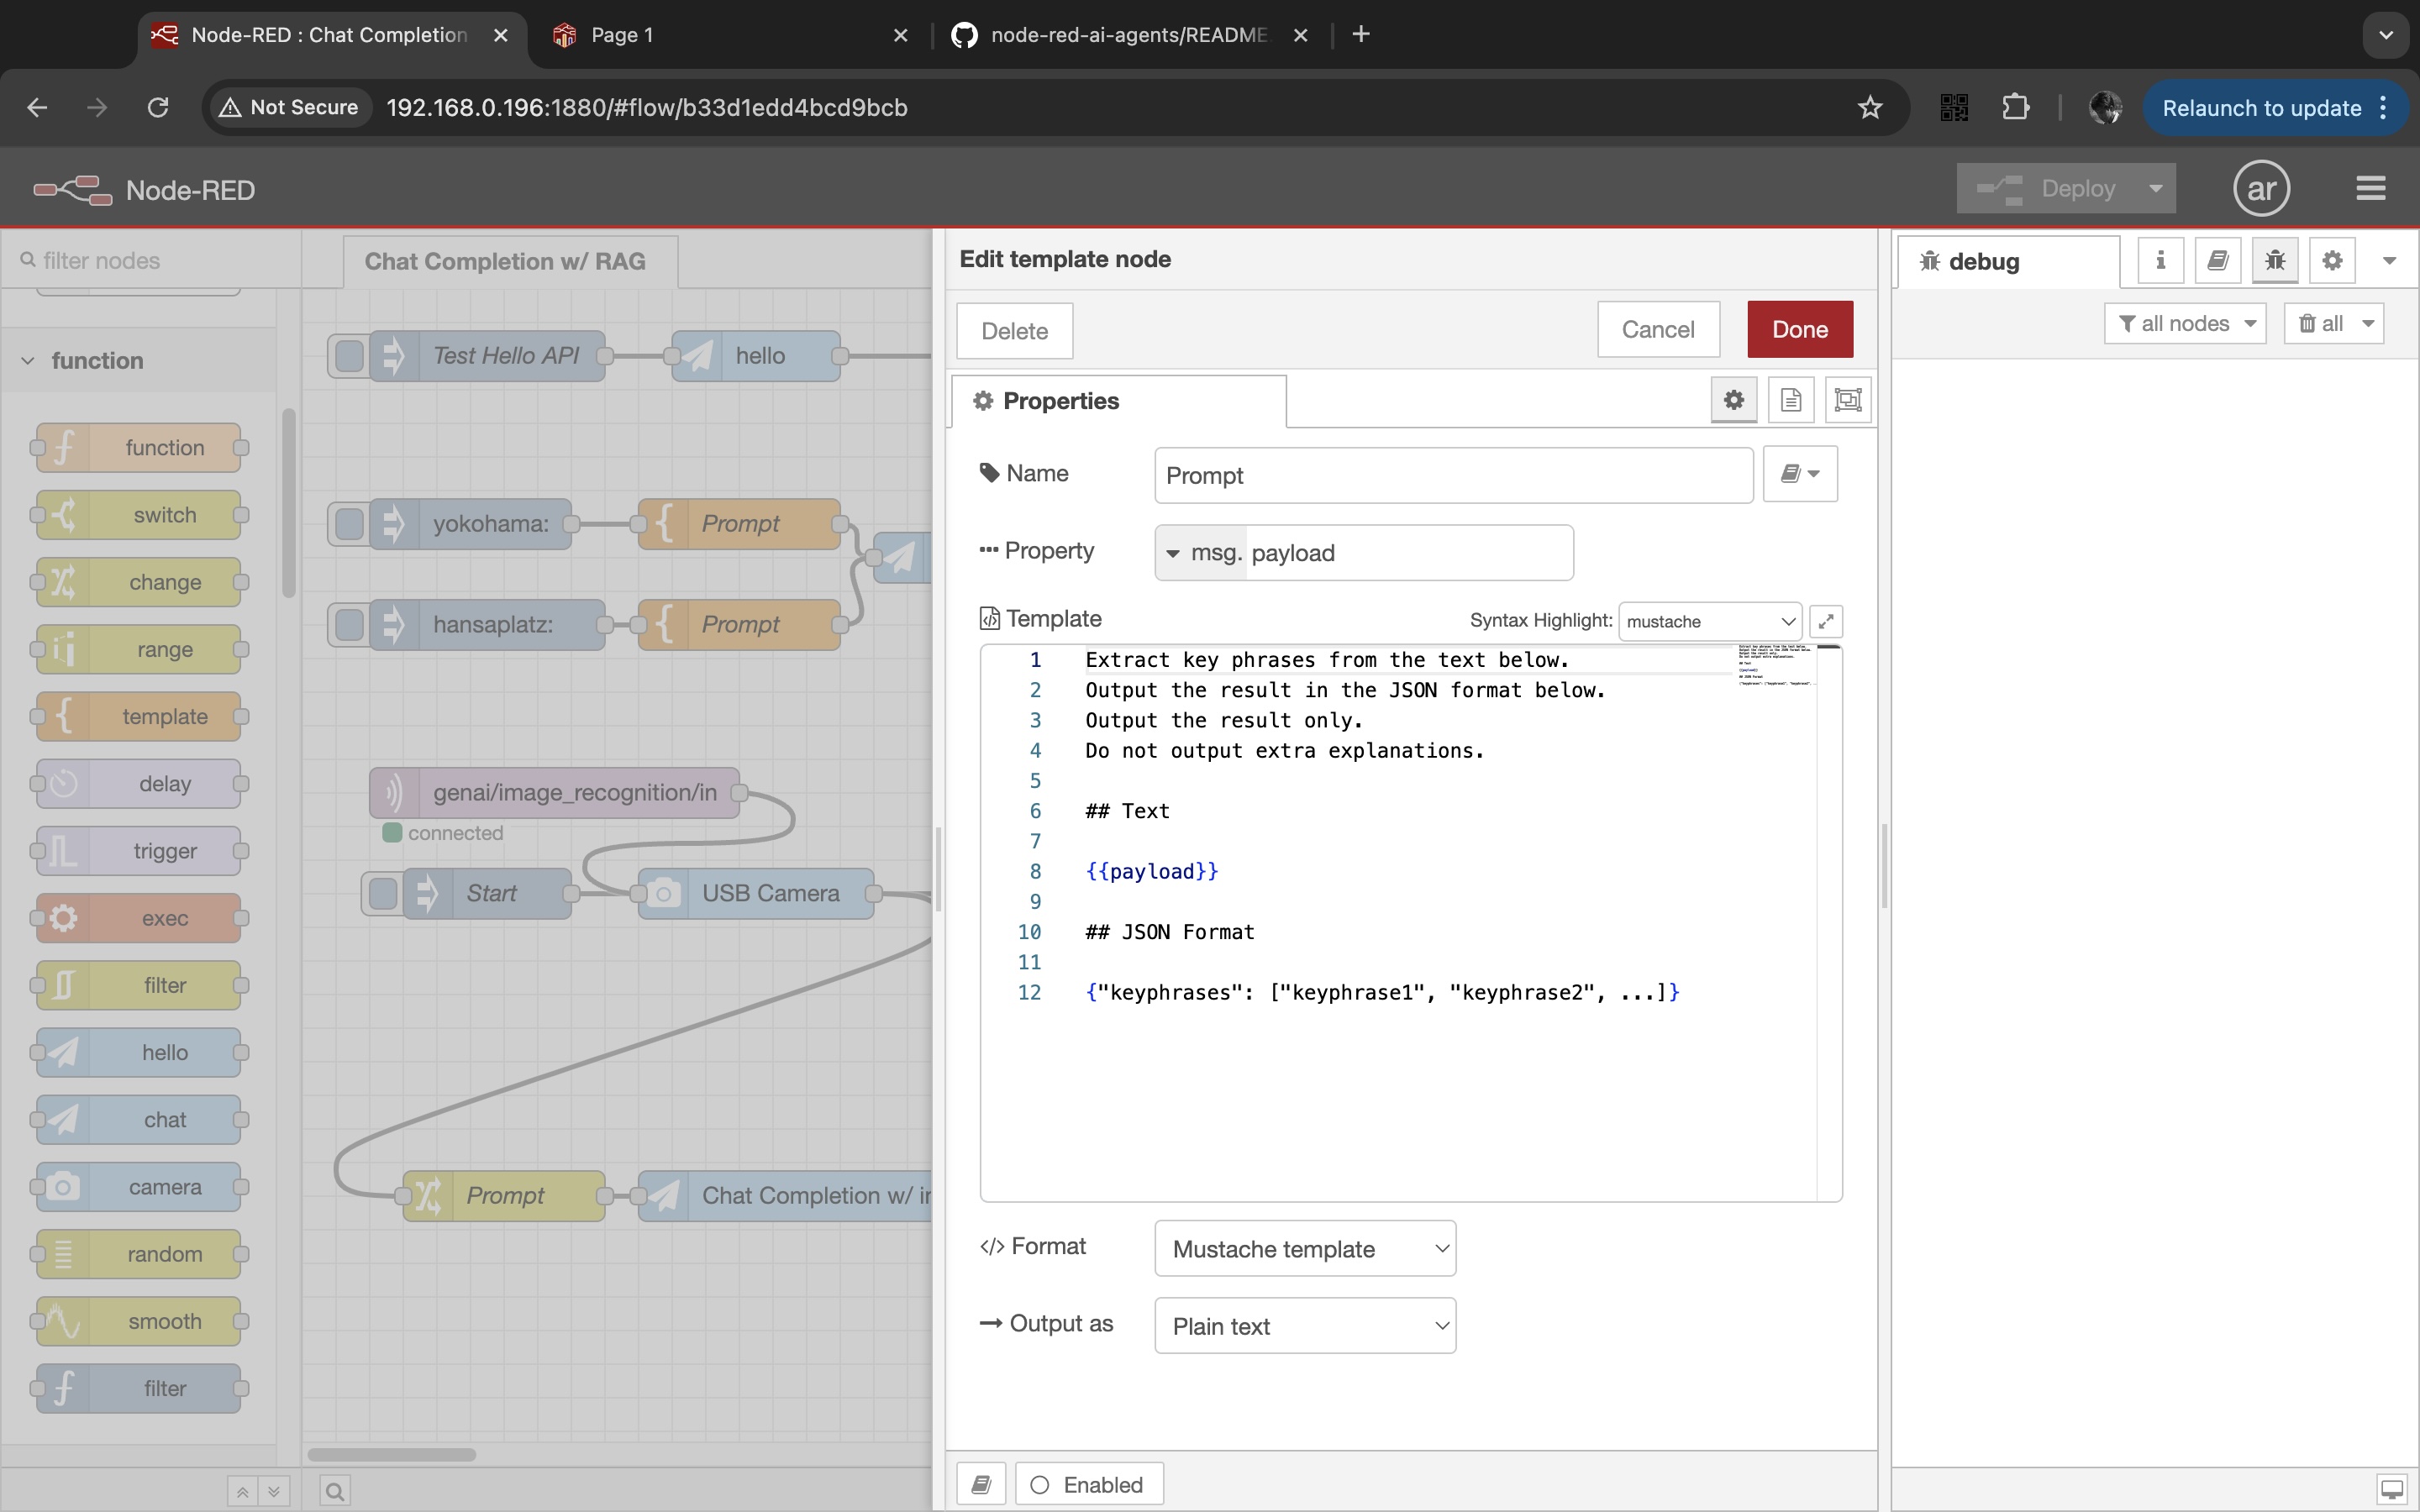 Node-RED : Chat Completion
Page 1
node-red-ai-agents/README
Not Secure
192.168.0.196:1880/#flow/b33d1edd4bcd9bcb
Relaunch to update
Node-RED
Deploy
ar
filter nodes
function
function
switch
change
range
template
delay
trigger
exec
filter
hello
chat
camera
random
smooth
filter
Chat Completion w/ RAG
Test Hello API
hello
yokohama:
Prompt
hansaplatz:
Prompt
genai/image_recognition/in
connected
Start
USB Camera
Prompt
Chat Completion w/
Edit template node
Delete
Cancel
Done
Properties
Name
Prompt
Property
msg. payload
Template
Syntax Highlight:
mustache
1 Extract key phrases from the text below.
2 Output the result in the JSON format below.
3 Output the result only.
4 Do not output extra explanations.
5
6 ## Text
7
8 {{payload}}
9
10 ## JSON Format
11
12 {"keyphrases": ["keyphrase1", "keyphrase2", ...]}
</> Format
Mustache template
Output as
Plain text
Enabled
debug
all nodes
all